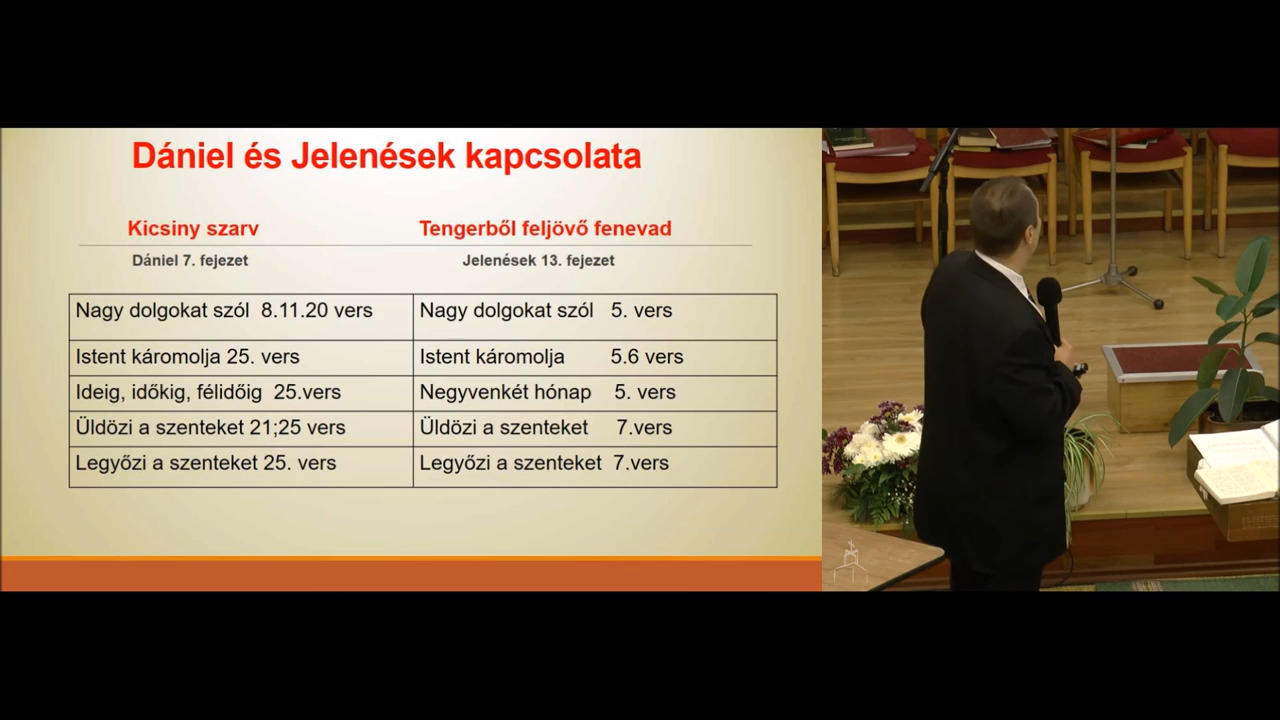 Dániel és Jelenések kapcsolata
Kicsiny szarv Tengerből feljövő fenevad
Dániel 7. fejezet Jelenések 13. fejezet
Nagy dolgokat szól 8.11.20 vers Nagy dolgokat szól 5. vers
Istent káromolja 25. vers Istent káromolja 5.6 vers
Ideig, időkig, félidőig 25.vers Negyvenkét hónap 5. vers
Üldözi a szenteket 21;25 vers Üldözi a szenteket 7.vers
Legyőzi a szenteket 25. vers Legyőzi a szenteket 7.vers